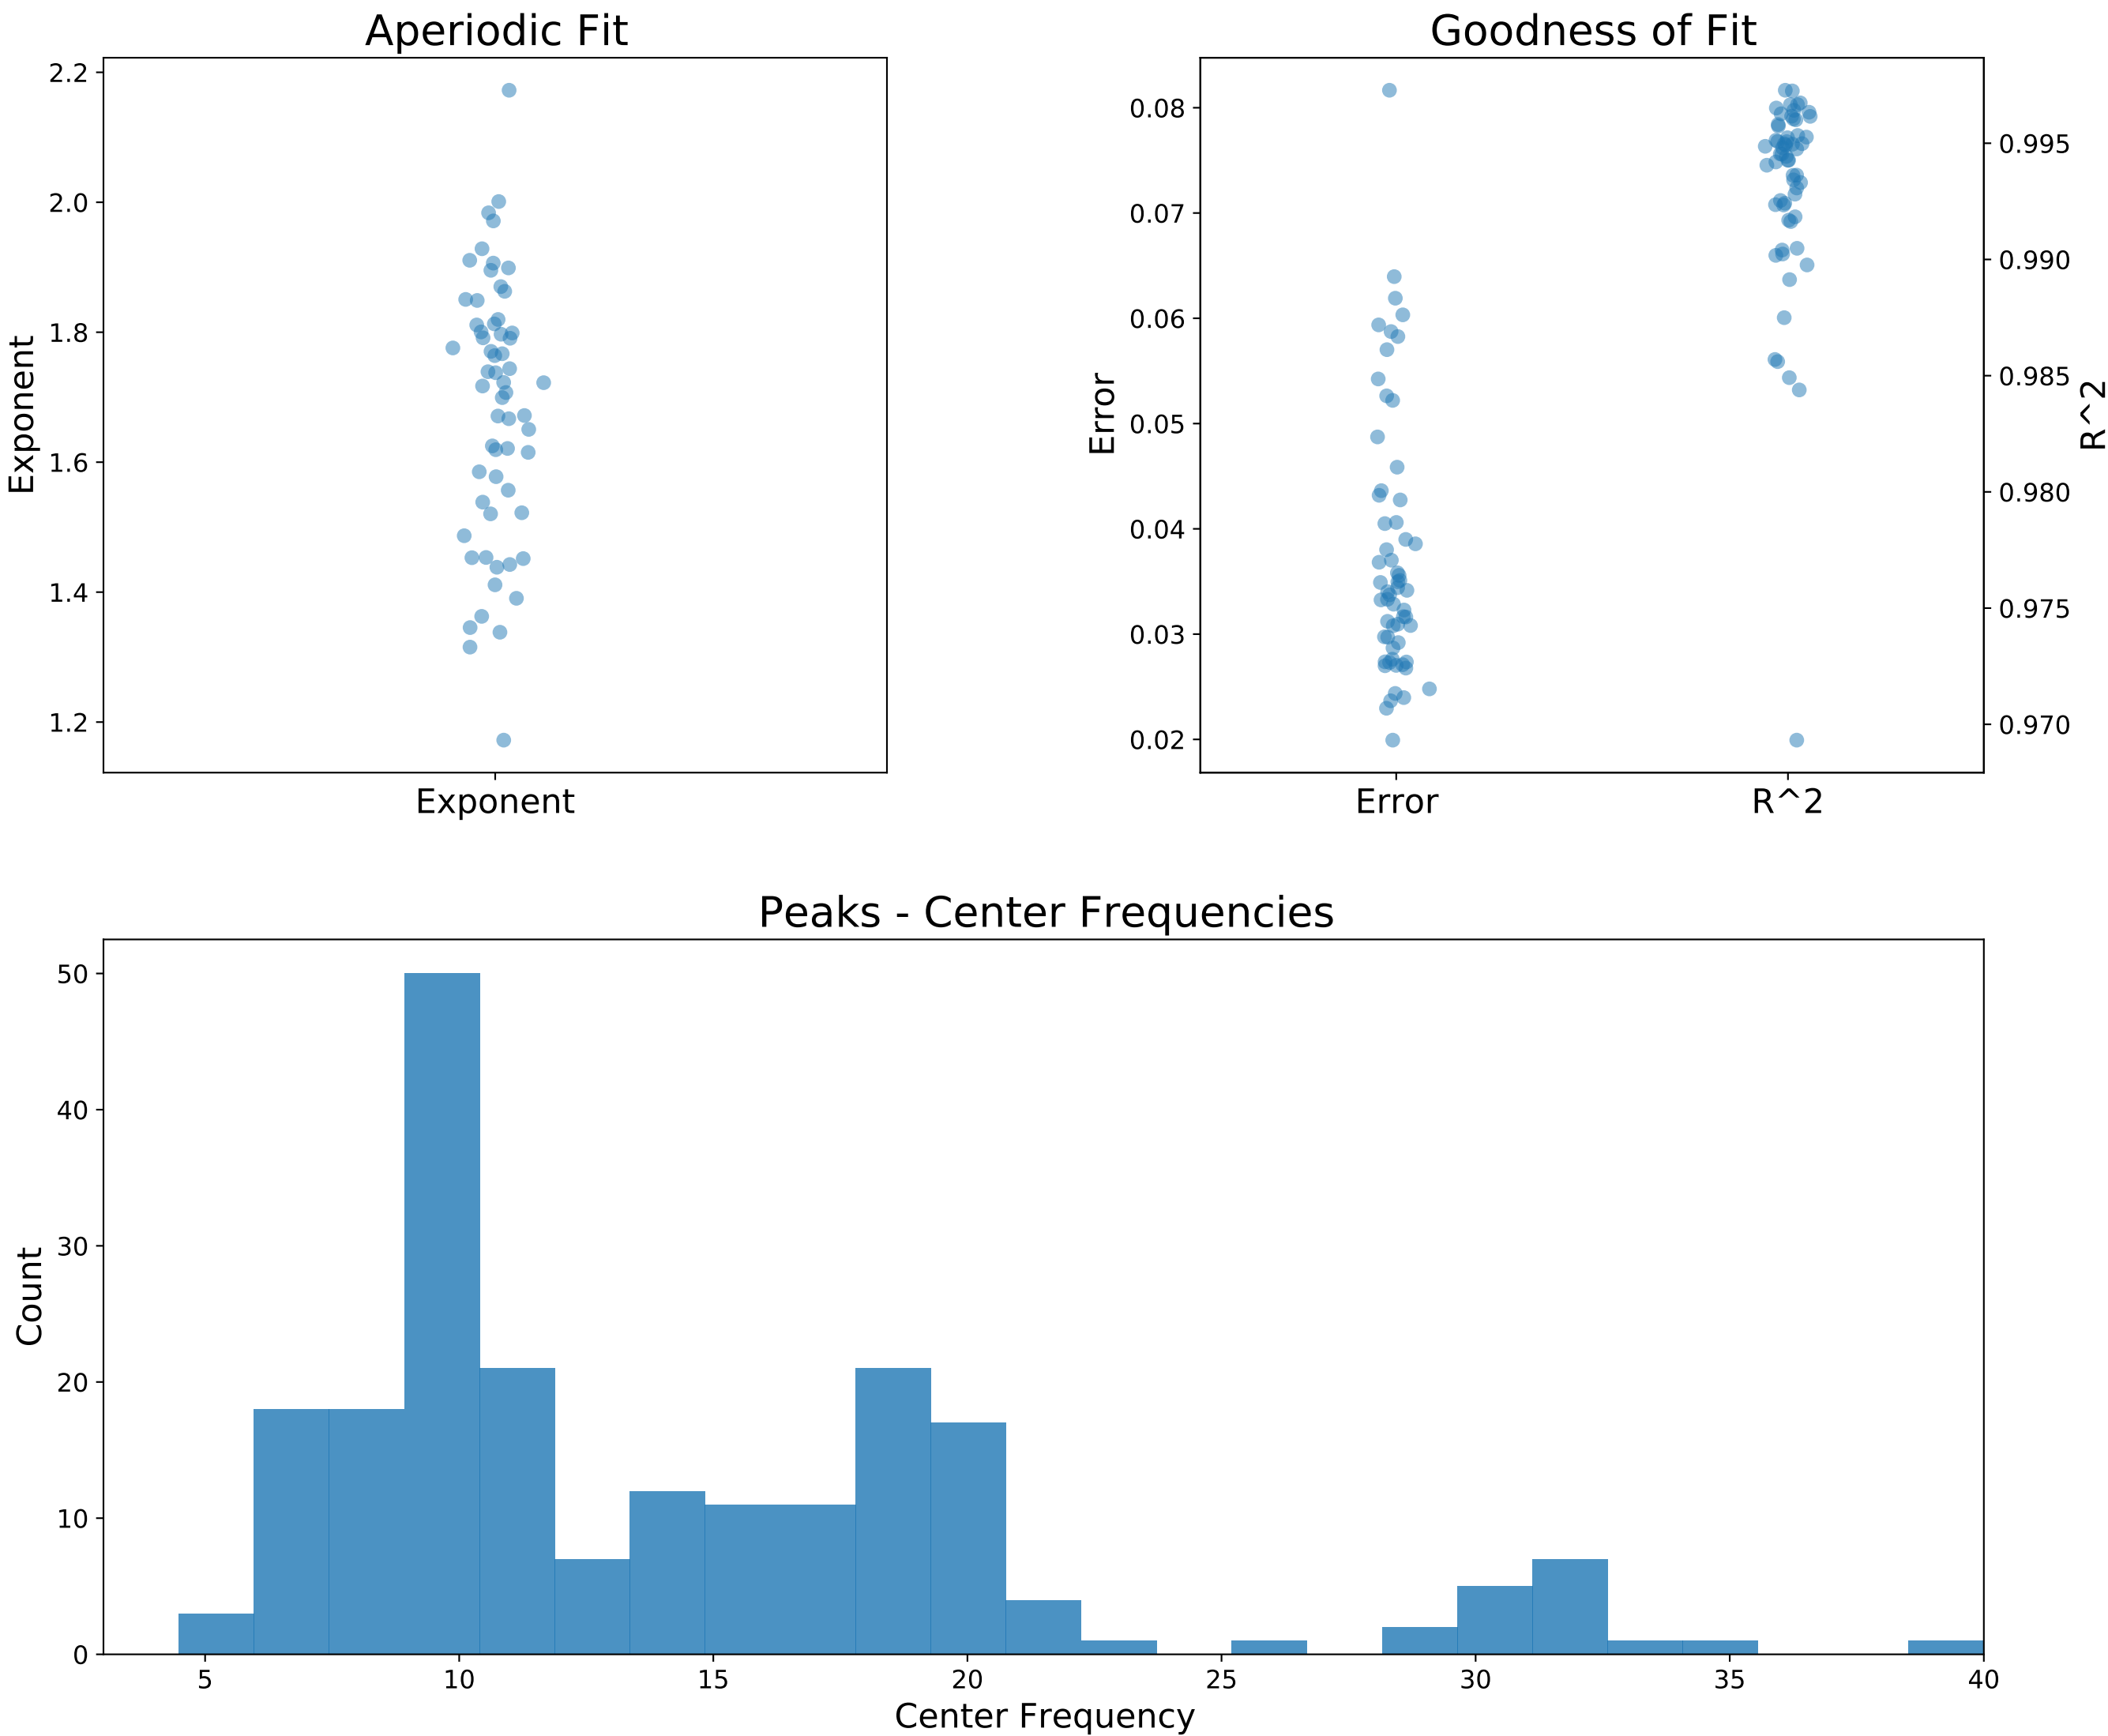 Aperiodic Fit
2.2
2.0
1.8
1.6
1.4
1.2
Exponent
Exponent
Goodness of Fit
0.08
0.07
0.06
0.05
0.04
0.03
0.02
Error
0.995
0.990
0.985
0.980
0.975
0.970
R^2
Error R^2
Peaks - Center Frequencies
50
40
30
20
10
0
Count
5 10 15 20 25 30 35 40
Center Frequency